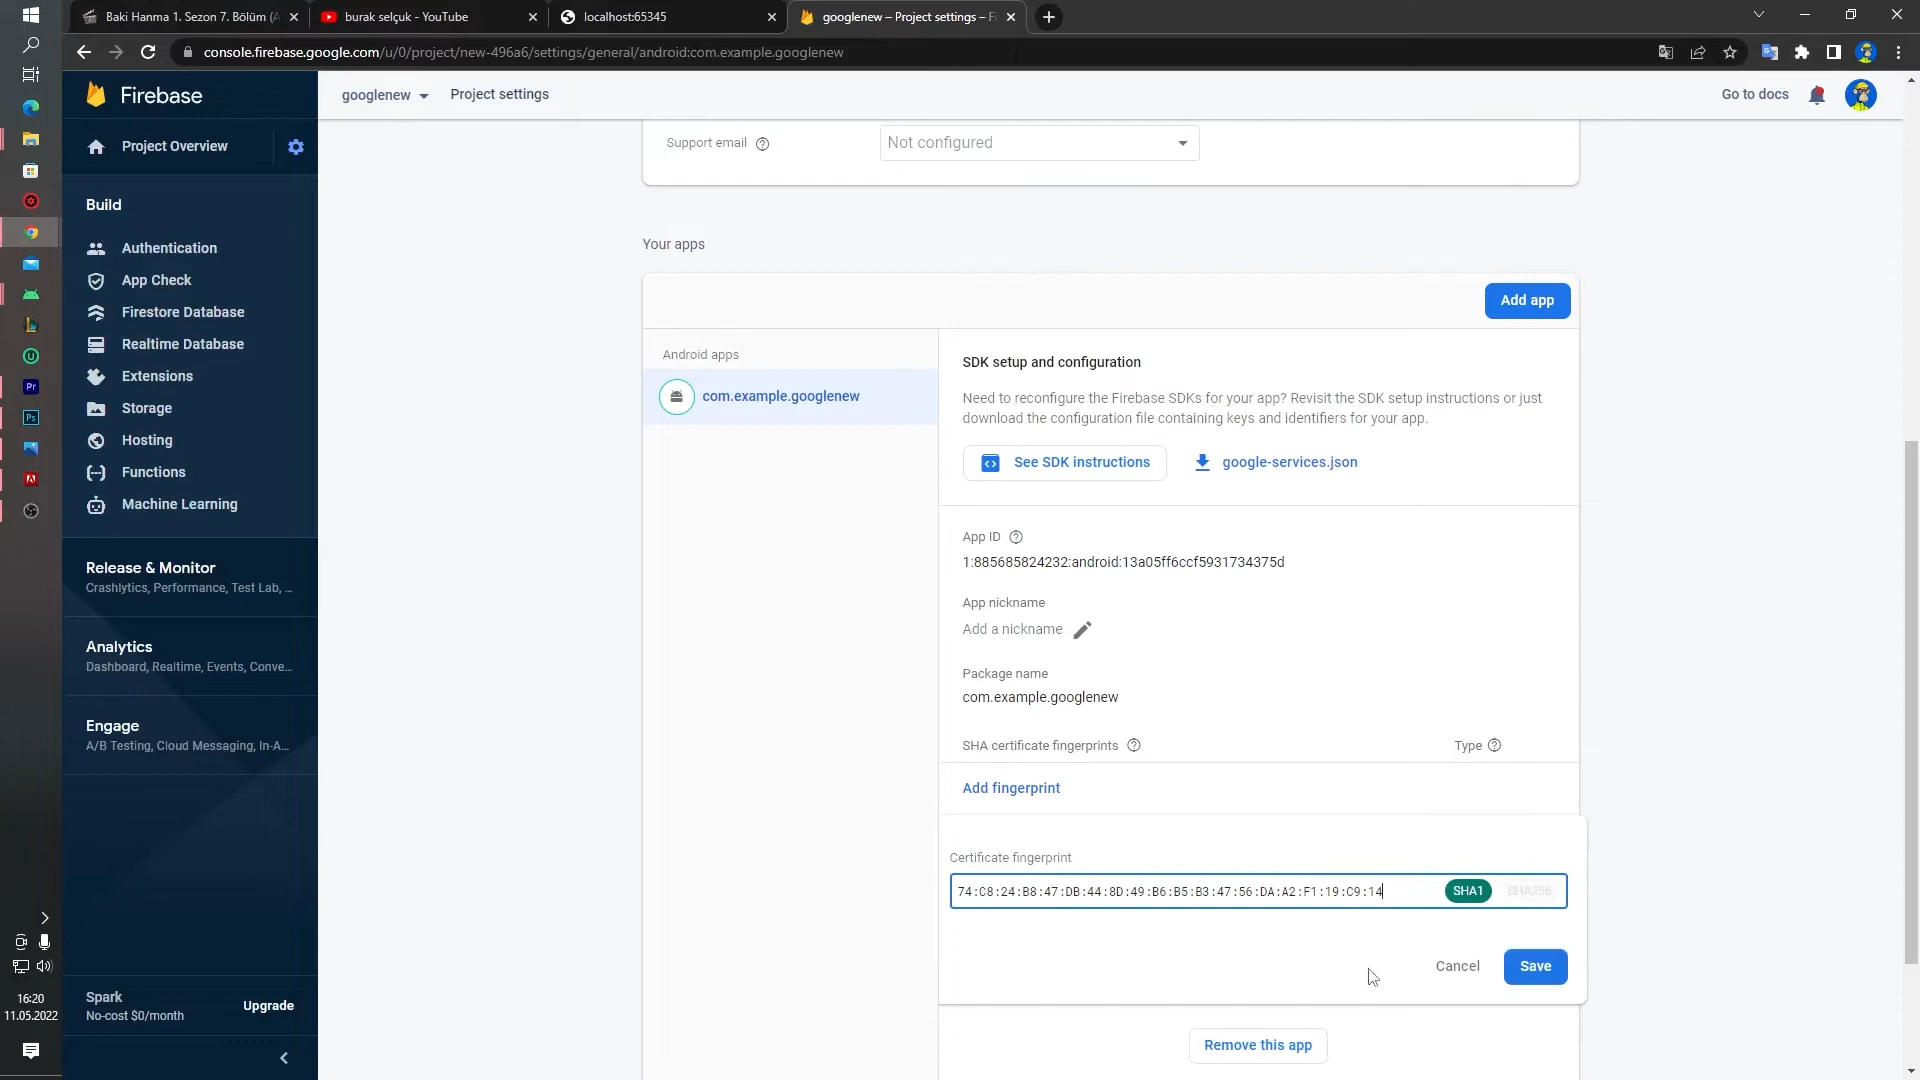 Baki Hanma 1. Sezon 7. Bölüm (A
burak selçuk - YouTube
localhost:65345
googlenew – Project settings – Fi
console.firebase.google.com/u/0/project/new-496a6/settings/general/android:com.example.googlenew
Firebase
googlenew
Project settings
Go to docs
Project Overview
Support email
Not configured
Build
Authentication
App Check
Firestore Database
Realtime Database
Extensions
Storage
Hosting
Functions
Machine Learning
Release & Monitor
Crashlytics, Performance, Test Lab, ...
Analytics
Dashboard, Realtime, Events, Conve...
Engage
A/B Testing, Cloud Messaging, In-A...
Spark
No-cost $0/month
Upgrade
Your apps
Add app
Android apps
com.example.googlenew
SDK setup and configuration
Need to reconfigure the Firebase SDKs for your app? Revisit the SDK setup instructions or just
download the configuration file containing keys and identifiers for your app.
See SDK instructions
google-services.json
App ID
1:885685824232:android:13a05ff6ccf5931734375d
App nickname
Add a nickname
Package name
com.example.googlenew
SHA certificate fingerprints
Type
Add fingerprint
Certificate fingerprint
74:C8:24:B8:47:DB:44:8D:49:B6:B5:B3:47:56:DA:A2:F1:19:C9:14
SHA1
SHA256
Cancel
Save
Remove this app
Pr
Ps
16:20
11.05.2022